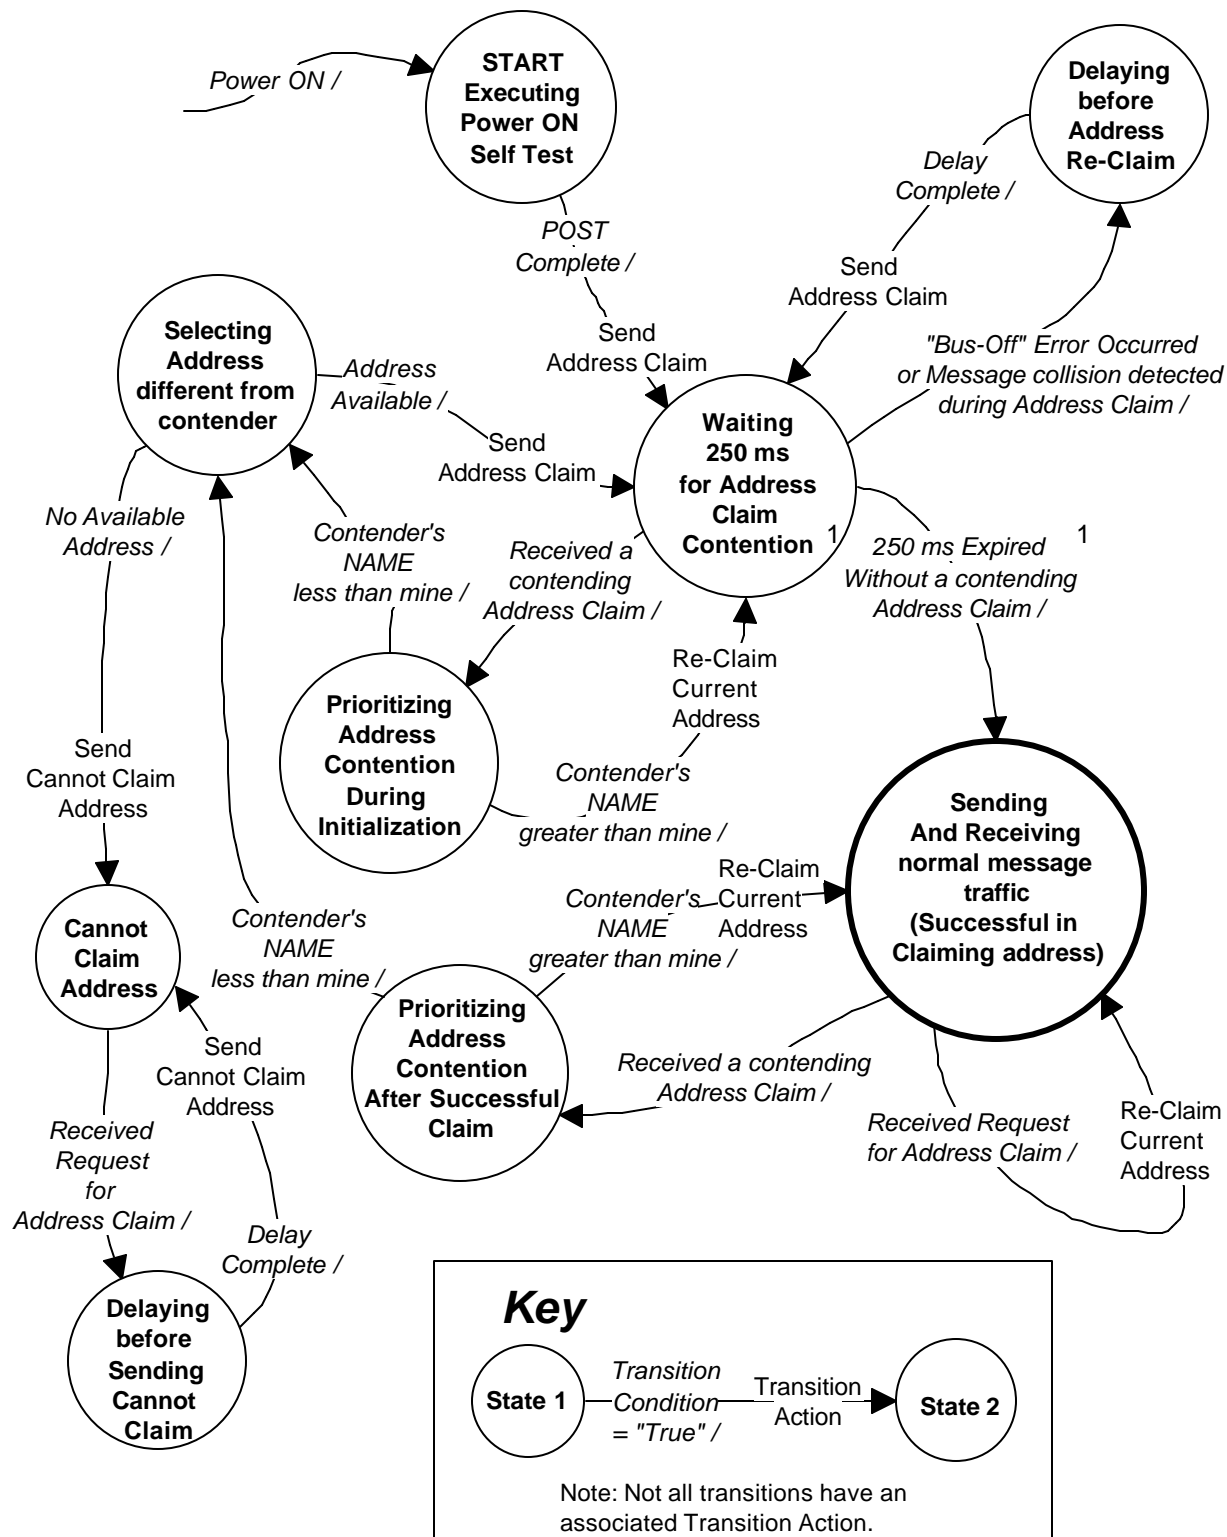 Power ON /
START
Executing
Power ON
Self Test
Delaying
before
Address
Re-Claim
POST
Complete /
Send
Address Claim
Delay
Complete /
Send
Address Claim
"Bus-Off" Error Occurred
or Message collision detected
during Address Claim /
Selecting
Address
different from
contender
Address
Available /
Send
Address Claim
Waiting
250 ms
for Address
Claim
Contention 1
No Available
Address /
Contender's
NAME
less than mine /
Received a
contending
Address Claim /
250 ms Expired 1
Without a contending
Address Claim /
Re-Claim
Current
Address
Prioritizing
Address
Contention
During
Initialization
Contender's
NAME
greater than mine /
Send
Cannot Claim
Address
Sending
And Receiving
normal message
traffic
(Successful in
Claiming address)
Re-Claim
Current
Address
Contender's
NAME
greater than mine /
Contender's
NAME
less than mine /
Cannot
Claim
Address
Prioritizing
Address
Contention
After Successful
Claim
Send
Cannot Claim
Address
Received a contending
Address Claim /
Received Request
for Address Claim /
Re-Claim
Current
Address
Received
Request
for
Address Claim /
Delay
Complete /
Delaying
before
Sending
Cannot
Claim
Key
State 1
Transition
Condition
= "True" /
Transition
Action
State 2
Note: Not all transitions have an
associated Transition Action.